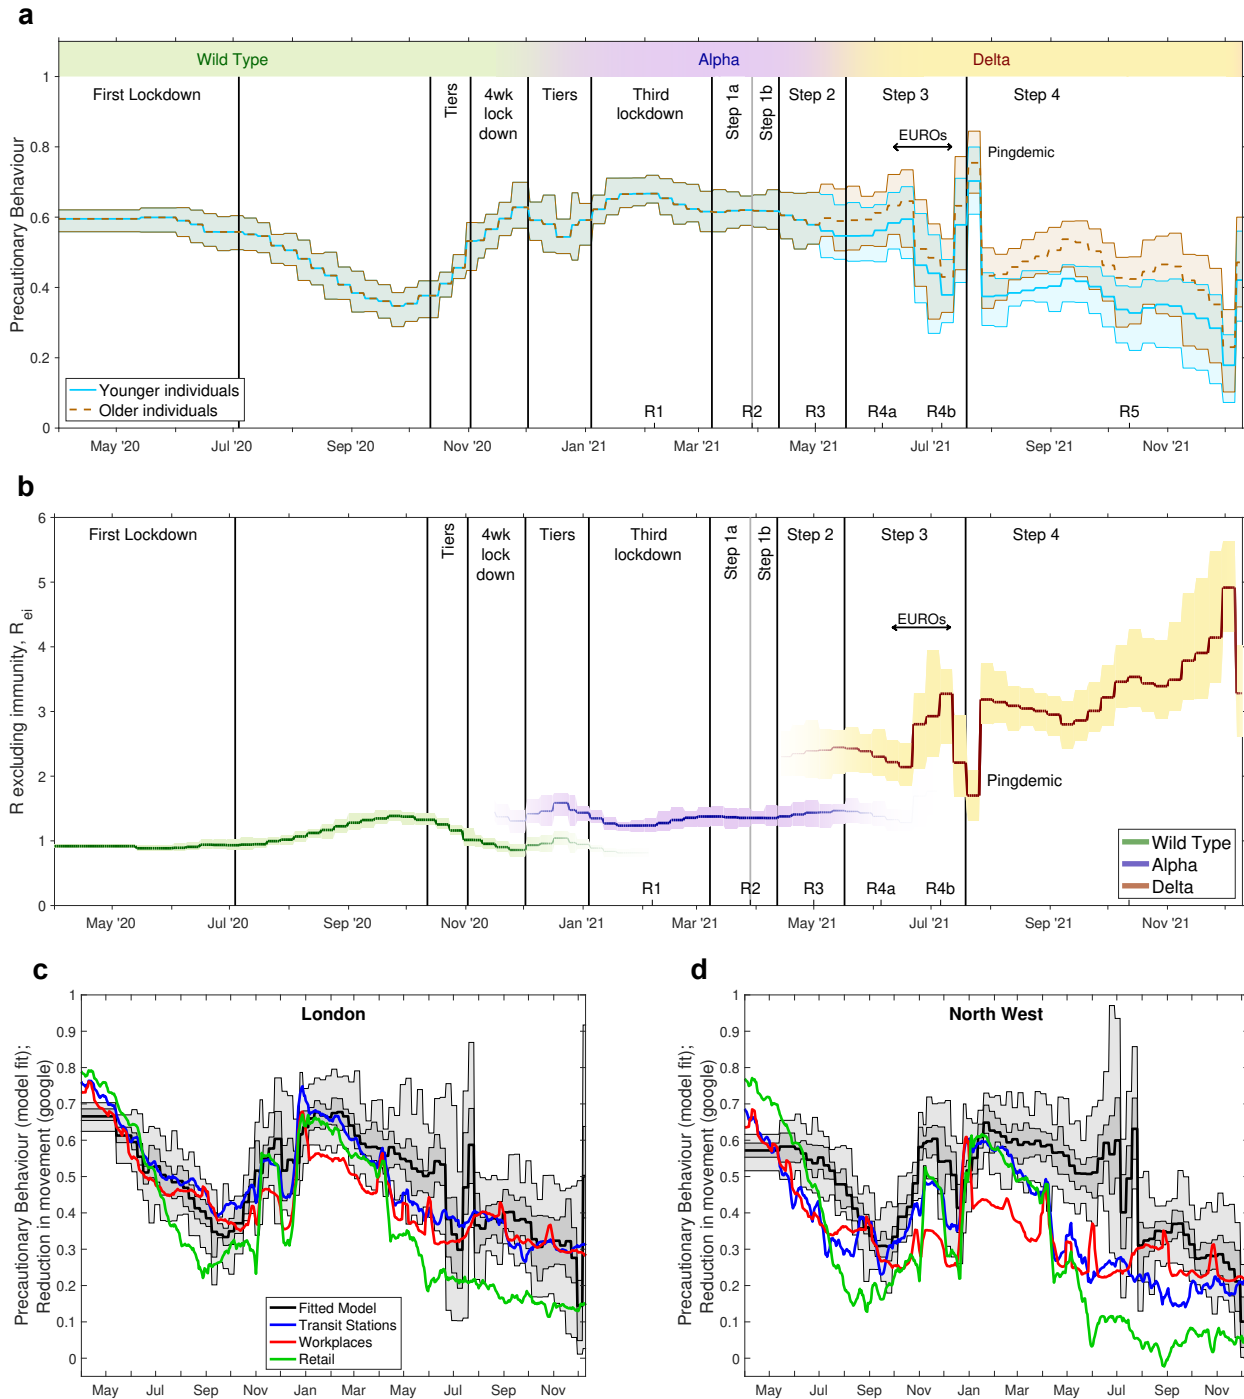 a
Wild Type
Alpha
Delta
First Lockdown
Tiers
4wk
lock
down
Tiers
Third
lockdown
Step 1a
Step 1b
Step 2
Step 3
Step 4
EUROs
Pingdemic
Precautionary Behaviour
1
0.8
0.6
0.4
0.2
0
Younger individuals
Older individuals
R1
R2
R3
R4a
R4b
R5
May '20
Jul '20
Sep '20
Nov '20
Jan '21
Mar '21
May '21
Jul '21
Sep '21
Nov '21
b
First Lockdown
Tiers
4wk
lock
down
Tiers
Third
lockdown
Step 1a
Step 1b
Step 2
Step 3
Step 4
EUROs
Pingdemic
R excluding immunity, R_ei
6
5
4
3
2
1
0
Wild Type
Alpha
Delta
R1
R2
R3
R4a
R4b
May '20
Jul '20
Sep '20
Nov '20
Jan '21
Mar '21
May '21
Jul '21
Sep '21
Nov '21
c
London
Precautionary Behaviour (model fit);
Reduction in movement (google)
1
0.9
0.8
0.7
0.6
0.5
0.4
0.3
0.2
0.1
0
Fitted Model
Transit Stations
Workplaces
Retail
May
Jul
Sep
Nov
Jan
Mar
May
Jul
Sep
Nov
d
North West
Precautionary Behaviour (model fit);
Reduction in movement (google)
1
0.9
0.8
0.7
0.6
0.5
0.4
0.3
0.2
0.1
0
May
Jul
Sep
Nov
Jan
Mar
May
Jul
Sep
Nov